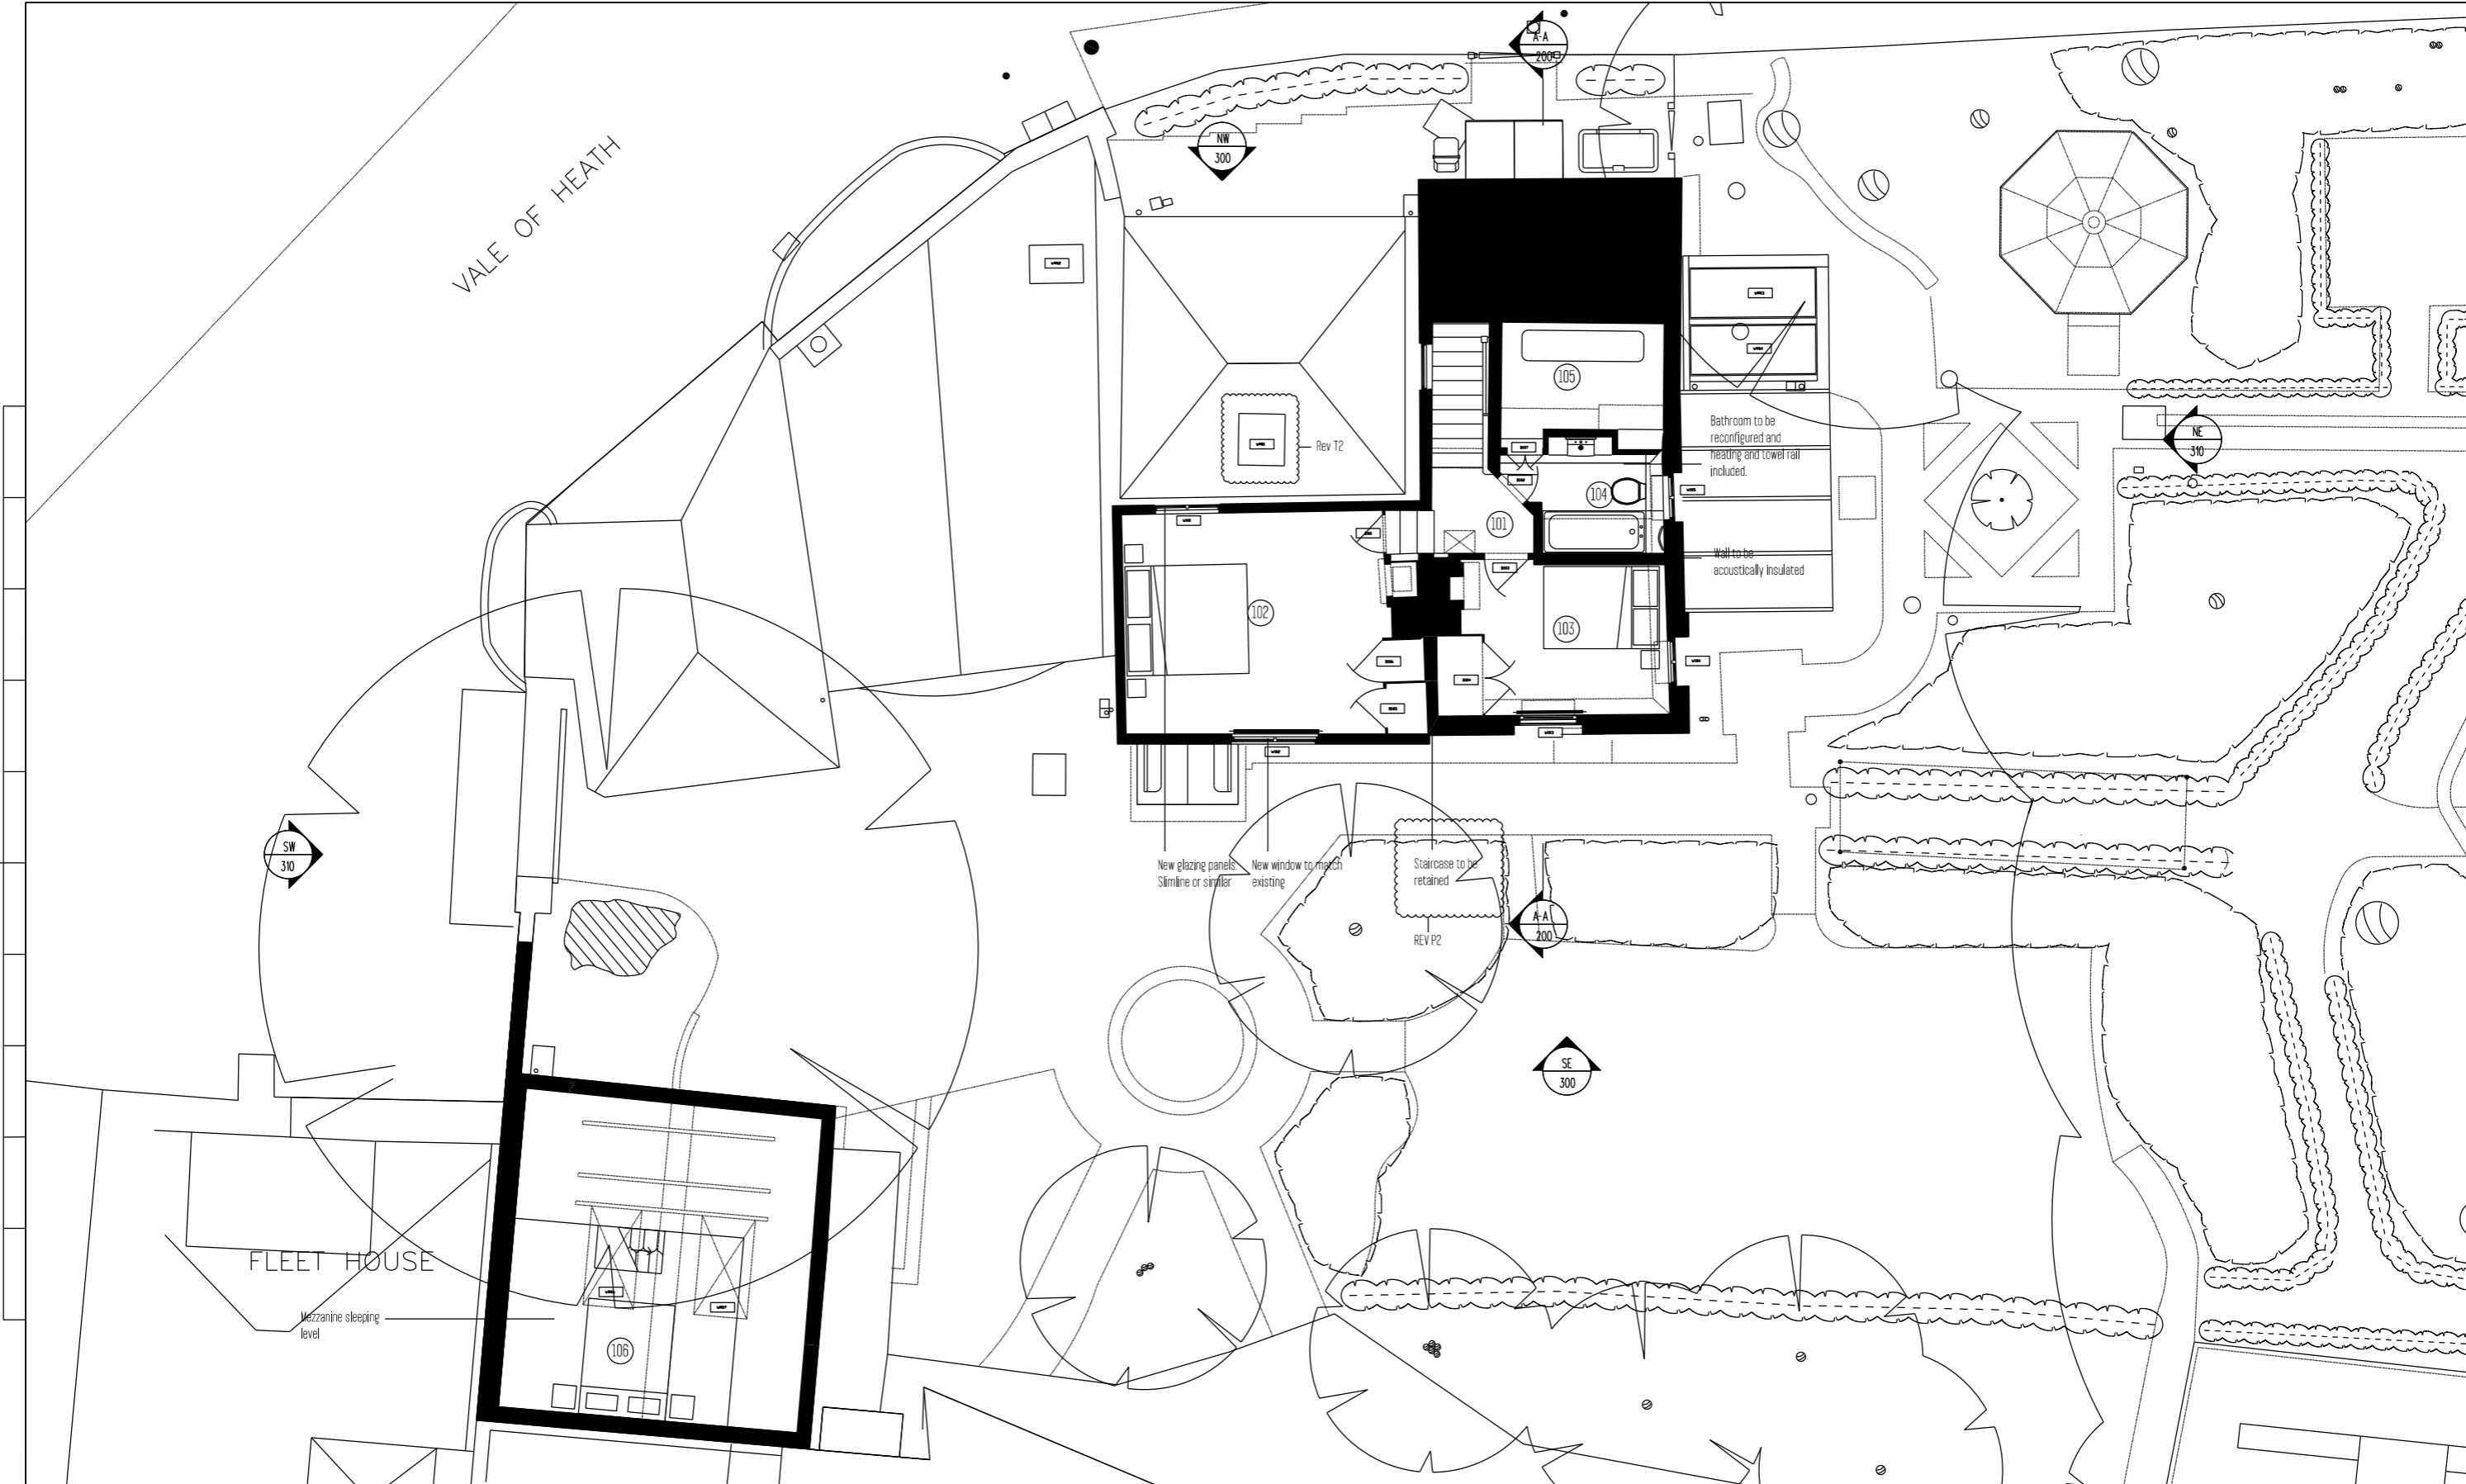 A-A
200
VALE OF HEATH
NW
300
105
Rev T2
Bathroom to be
reconfigured and
heating and towel rail
included.
NE
310
104
101
Wall to be
acoustically insulated
102
103
SW
310
New glazing panels.
Slimline or similar
New window to match
existing
Staircase to be
retained
REV P2
A-A
200
SE
300
FLEET HOUSE
Mezzanine sleeping
level
106